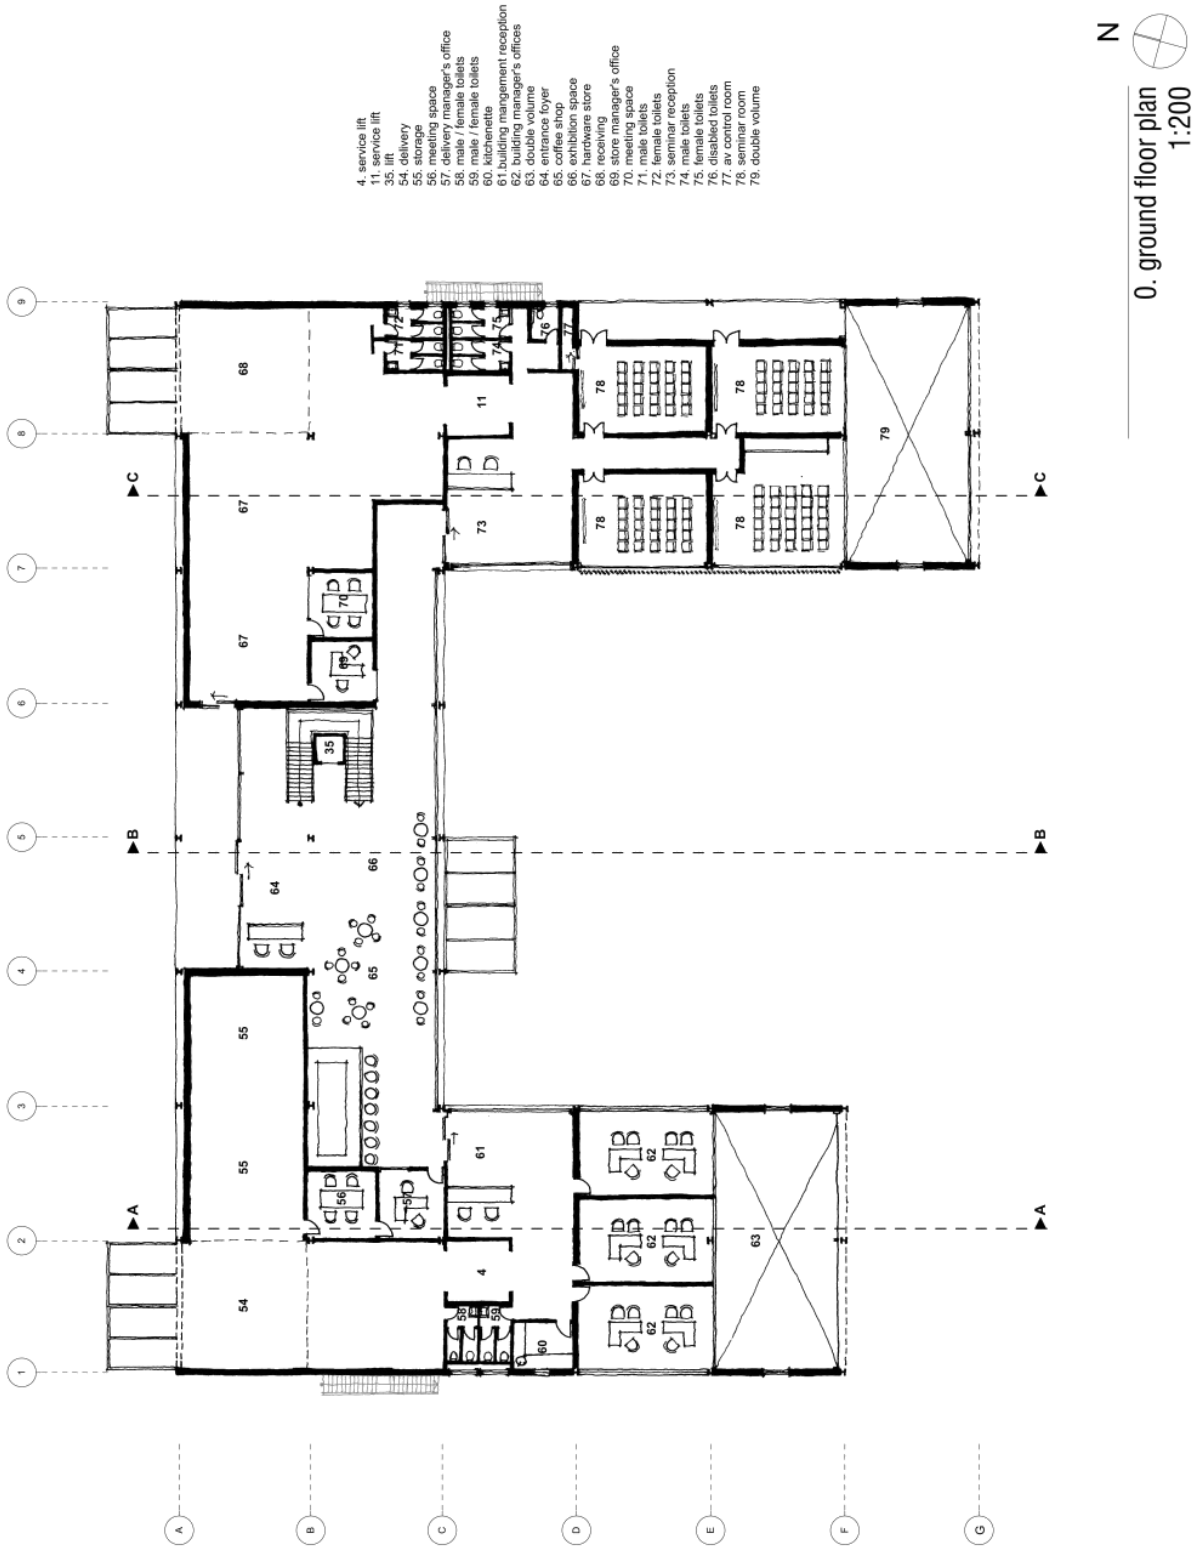 4. service lift
11. service lift
35. lift
54. delivery
55. storage
56. meeting space
57. delivery manager's office
58. male / female toilets
59. male / female toilets
60. kitchenette
61.building mangement reception
62. building manager's offices
63. double volume
64. entrance foyer
65. coffee shop
66. exhibition space
67. hardware store
68. receiving
69. store manager's office
70. meeting space
71. male toilets
72. female toilets
73. seminar reception
74. male toilets
75. female toilets
76. disabled toilets
77. av control room
78. seminar room
79. double volume
N
0. ground floor plan
1:200
9
8
7
6
5
4
3
2
1
A
B
C
D
E
F
G
C
C
B
B
A
A
68
72
71
75
74
76
77
11
78
78
67
73
78
78
79
67
70
69
35
66
64
65
55
55
56
57
61
62
62
62
63
54
4
58
59
60